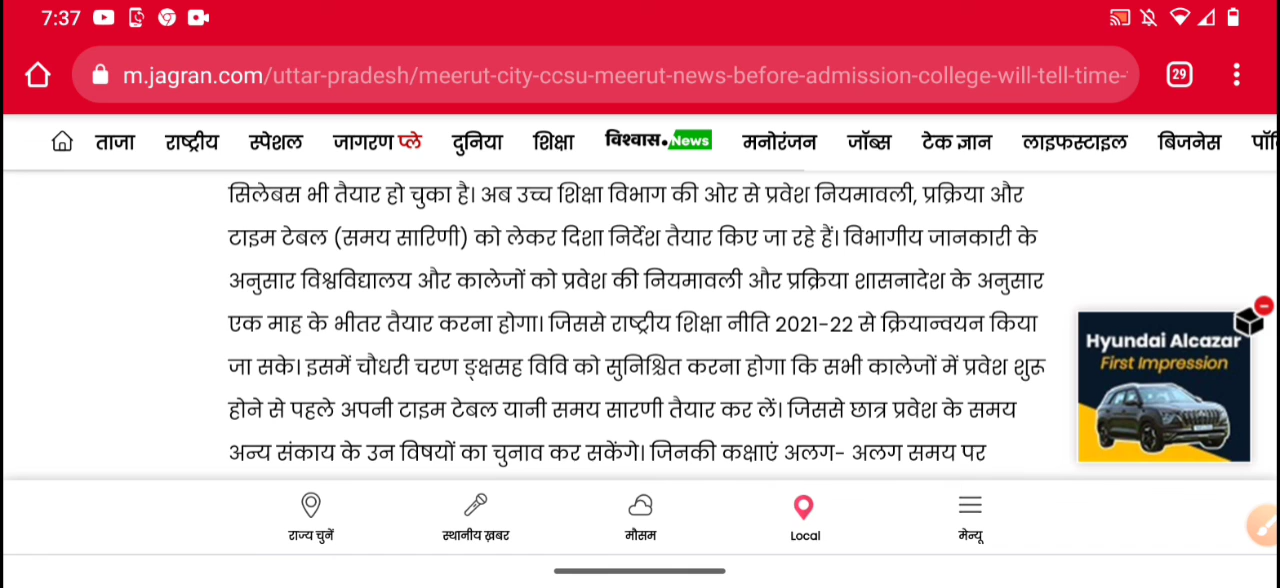 7:37
m.jagran.com/uttar-pradesh/meerut-city-ccsu-meerut-news-before-admission-college-will-tell-time-
29
ताजा राष्ट्रीय स्पेशल जागरण प्ले दुनिया शिक्षा विश्वास.News मनोरंजन जॉब्स टेक ज्ञान लाइफस्टाइल बिजनेस
सिलेबस भी तैयार हो चुका है। अब उच्च शिक्षा विभाग की ओर से प्रवेश नियमावली, प्रक्रिया और
टाइम टेबल (समय सारिणी) को लेकर दिशा निर्देश तैयार किए जा रहे हैं। विभागीय जानकारी के
अनुसार विश्वविद्यालय और कालेजों को प्रवेश की नियमावली और प्रक्रिया शासनादेश के अनुसार
एक माह के भीतर तैयार करना होगा। जिससे राष्ट्रीय शिक्षा नीति 2021-22 से क्रियान्वयन किया
जा सके। इसमें चौधरी चरण ङ्क्षसह विवि को सुनिश्चित करना होगा कि सभी कालेजों में प्रवेश शुरू
होने से पहले अपनी टाइम टेबल यानी समय सारणी तैयार कर लें। जिससे छात्र प्रवेश के समय
अन्य संकाय के उन विषयों का चुनाव कर सकेंगे। जिनकी कक्षाएं अलग- अलग समय पर
Hyundai Alcazar
First Impression
राज्य चुनें स्थानीय ख़बर मौसम Local मेन्यू